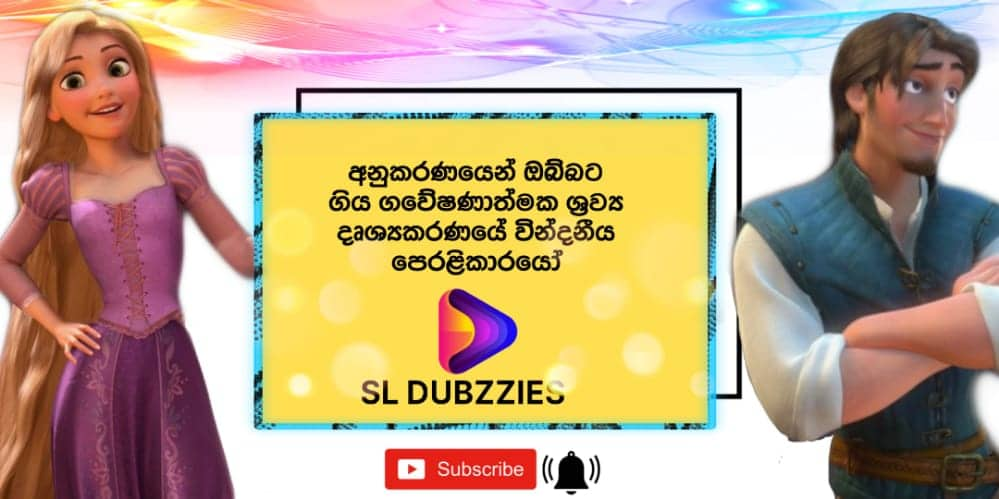 අනුකරණයෙන් ඔබ්බට
ගිය ගවේෂණාත්මක ශ්‍රව්‍ය
දෘශ්‍යකරණයේ වින්දනීය
පෙරළිකාරයෝ
SL DUBZZIES
Subscribe